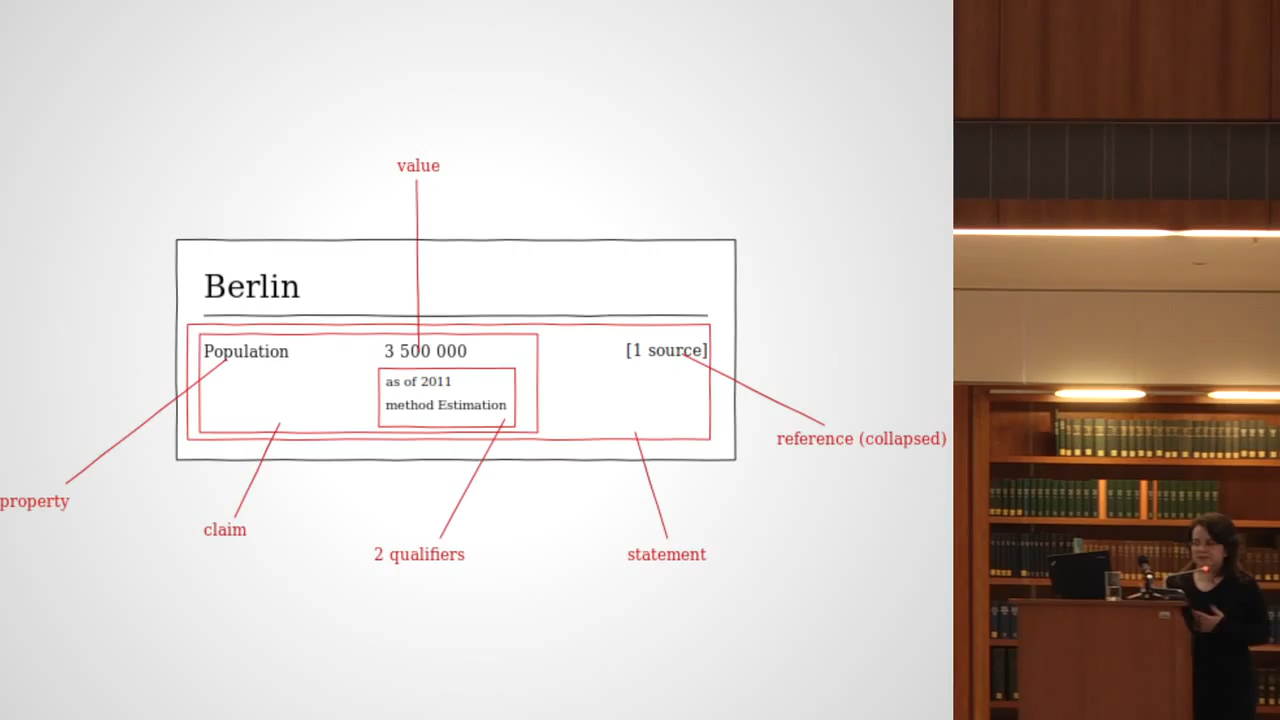 value
Berlin
Population 3 500 000 [1 source]
as of 2011
method Estimation
reference (collapsed)
property
claim
2 qualifiers
statement